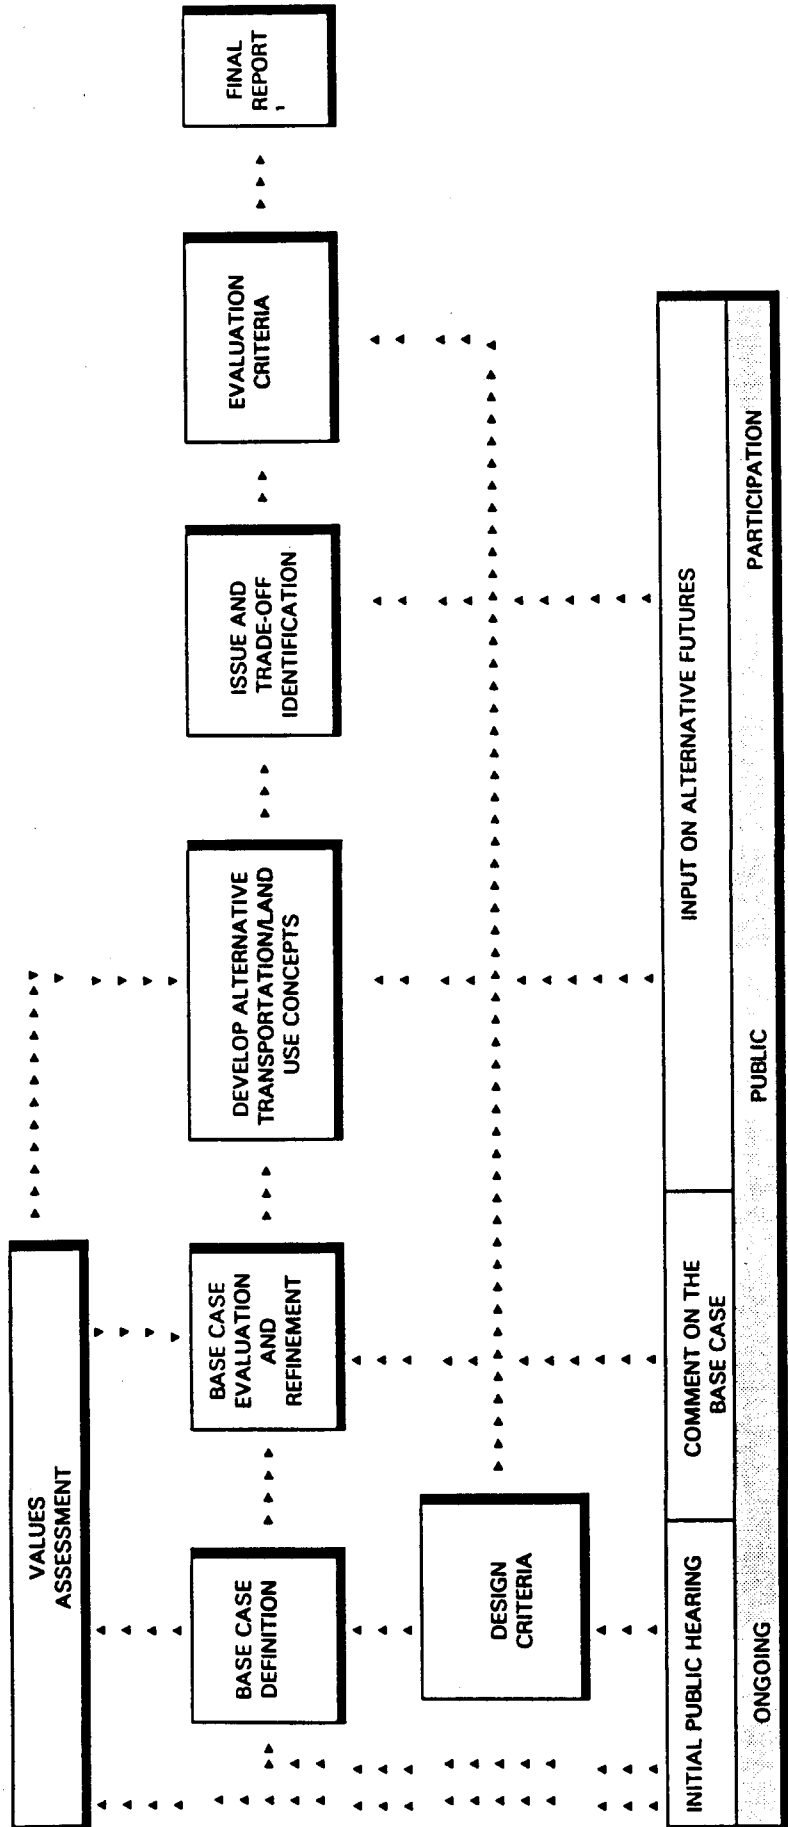 VALUES
ASSESSMENT
BASE CASE
DEFINITION
BASE CASE
EVALUATION
AND
REFINEMENT
DEVELOP ALTERNATIVE
TRANSPORTATION/LAND
USE CONCEPTS
ISSUE AND
TRADE-OFF
IDENTIFICATION
EVALUATION
CRITERIA
FINAL
REPORT
1
DESIGN
CRITERIA
INITIAL PUBLIC HEARING
COMMENT ON THE
BASE CASE
INPUT ON ALTERNATIVE FUTURES
ONGOING PUBLIC PARTICIPATION